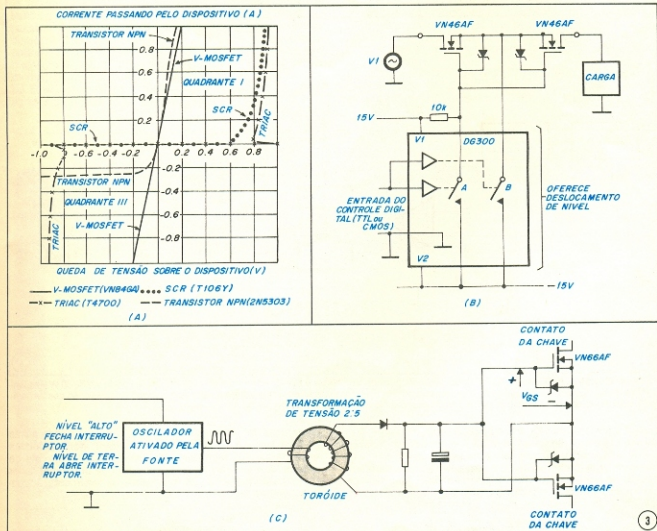 CORRENTE PASSANDO PELO DISPOSITIVO (A)
TRANSISTOR NPN
V-MOSFET
QUADRANTE I
SCR
TRIAC
0.8
0.6
0.4
0.2
SCR
-1.0 -0.8 -0.6 -0.4 -0.2 0 0.2 0.4 0.6 0.8
TRANSISTOR NPN
QUADRANTE III
V-MOSFET
TRIAC
-0.2
-0.4
-0.6
-0.8
QUEDA DE TENSÃO SOBRE O DISPOSITIVO (V)
V-MOSFET (VN84GA)
SCR (T106Y)
TRIAC (T4700)
TRANSISTOR NPN (2N5303)
(A)
VN46AF
VN46AF
V1
CARGA
10k
15V
V1
DG300
A
B
ENTRADA DO
CONTROLE DIGI-
TAL (TTL ou
CMOS)
OFERECE
DESLOCAMENTO
DE NIVEL
V2
-15V
(B)
CONTATO
DA CHAVE
VN66AF
+
VGS
-
TRANSFORMAÇÃO
DE TENSÃO 2:5
NÍVEL "ALTO"
FECHA INTERRU-
PTOR.
NÍVEL DE TER-
RA ABRE INTER-
RUPTOR.
OSCILADOR
ATIVADO PELA
FONTE
TORÓIDE
VN66AF
CONTATO
DA CHAVE
(C)
3